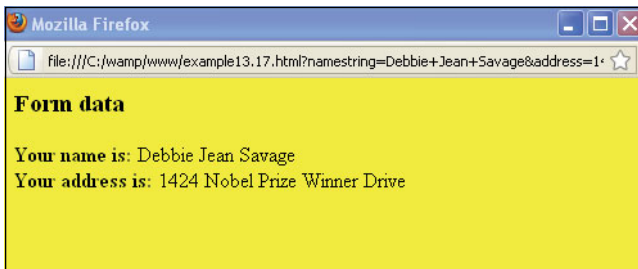 Mozilla Firefox
file:///C:/wamp/www/example13.17.html?namestring=Debbie+Jean+Savage&address=14
Form data
Your name is: Debbie Jean Savage
Your address is: 1424 Nobel Prize Winner Drive